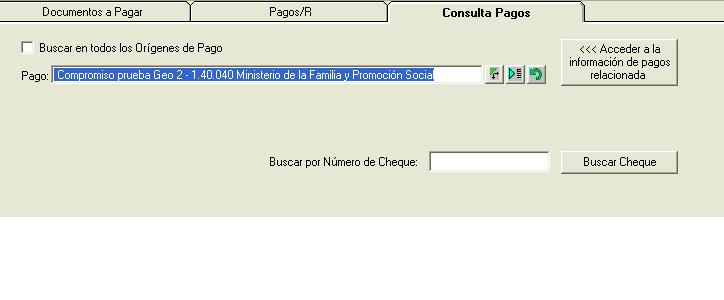 Documentos a Pagar
Pagos/R
Consulta Pagos
Buscar en todos los Orígenes de Pago
Pago:
Compromiso prueba Geo 2 - 1.40.040 Ministerio de la Familia y Promoción Social
<<< Acceder a la
información de pagos
relacionada
Buscar por Número de Cheque:
Buscar Cheque